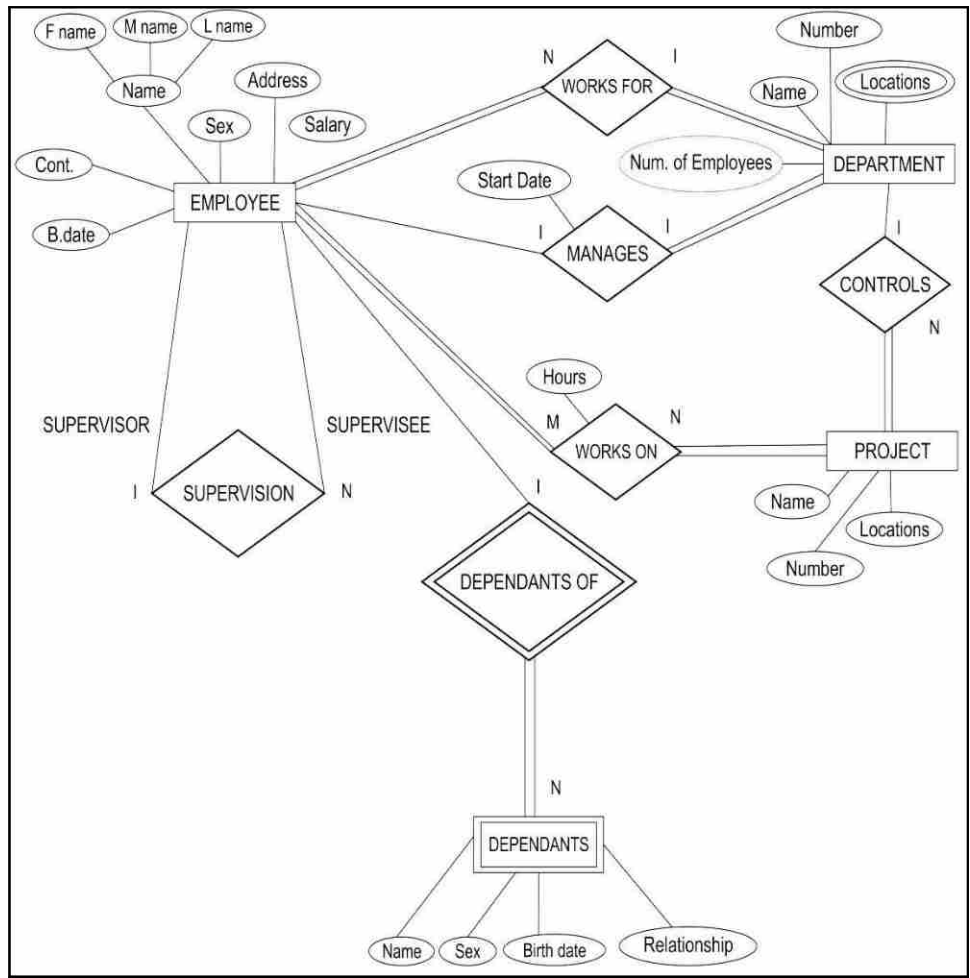 F name
M name
L name
Name
Address
Sex
Salary
Cont.
EMPLOYEE
B.date
N
I
WORKS FOR
Number
Name
Locations
Num. of Employees
DEPARTMENT
Start Date
I
I
MANAGES
I
CONTROLS
N
Hours
M
N
WORKS ON
PROJECT
Name
Locations
Number
SUPERVISOR
SUPERVISEE
I
SUPERVISION
N
I
DEPENDANTS OF
N
DEPENDANTS
Name
Sex
Birth date
Relationship